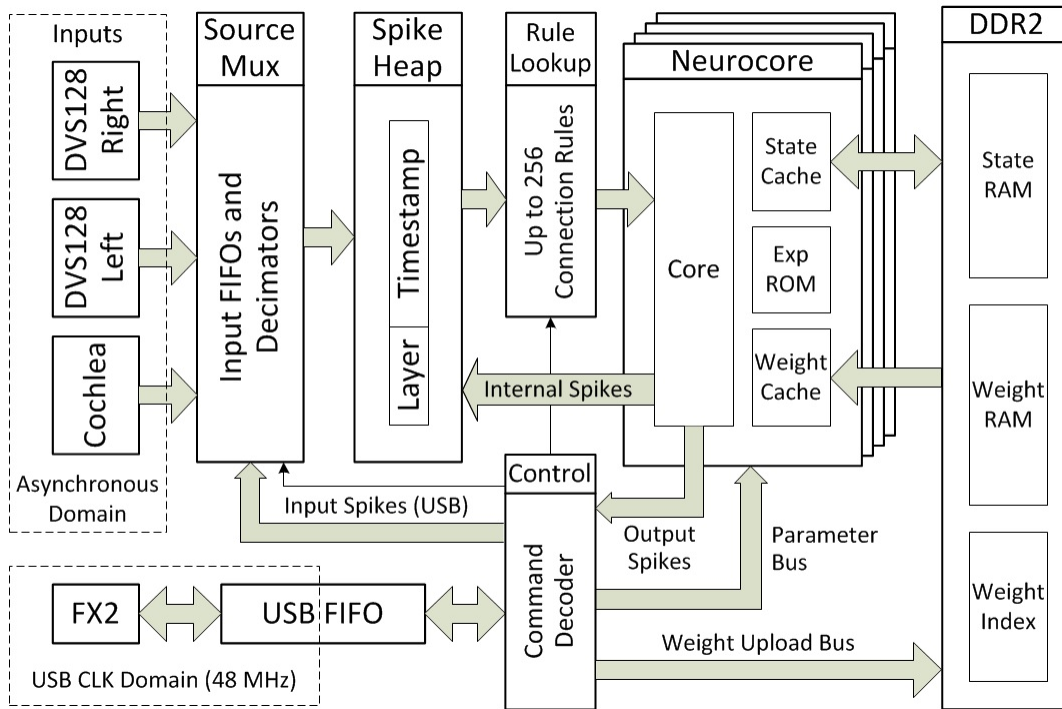 Inputs
DVS128
Right
DVS128
Left
Cochlea
Asynchronous
Domain
Source
Mux
Input FIFOs and
Decimators
Spike
Heap
Timestamp
Layer
Rule
Lookup
Up to 256
Connection Rules
Neurocore
Core
State
Cache
Exp
ROM
Weight
Cache
DDR2
State
RAM
Weight
RAM
Weight
Index
Internal Spikes
Input Spikes (USB)
Control
Command
Decoder
Output
Spikes
Parameter
Bus
Weight Upload Bus
FX2
USB FIFO
USB CLK Domain (48 MHz)